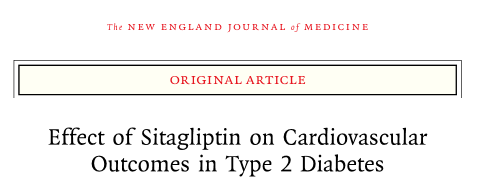 The NEW ENGLAND JOURNAL of MEDICINE
ORIGINAL ARTICLE
Effect of Sitagliptin on Cardiovascular
Outcomes in Type 2 Diabetes